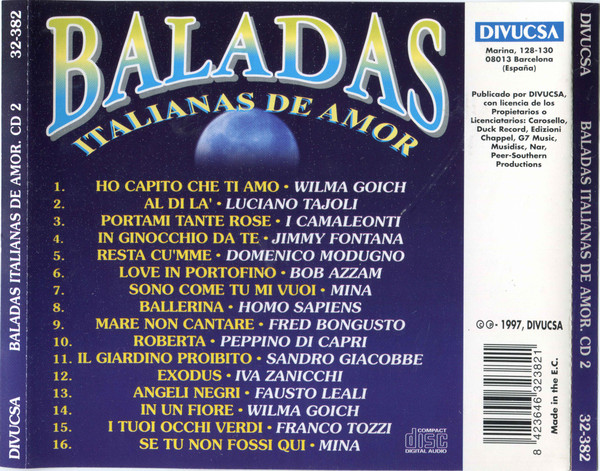 DIVUCSA
BALADAS ITALIANAS DE AMOR. CD 2
32-382
BALADAS
ITALIANAS DE AMOR
1. HO CAPITO CHE TI AMO • WILMA GOICH
2. AL DI LA' • LUCIANO TAJOLI
3. PORTAMI TANTE ROSE • I CAMALEONTI
4. IN GINOCCHIO DA TE • JIMMY FONTANA
5. RESTA CU'MME • DOMENICO MODUGNO
6. LOVE IN PORTOFINO • BOB AZZAM
7. SONO COME TU MI VUOI • MINA
8. BALLERINA • HOMO SAPIENS
9. MARE NON CANTARE • FRED BONGUSTO
10. ROBERTA • PEPPINO DI CAPRI
11. IL GIARDINO PROIBITO • SANDRO GIACOBBE
12. EXODUS • IVA ZANICCHI
13. ANGELI NEGRI • FAUSTO LEALI
14. IN UN FIORE • WILMA GOICH
15. I TUOI OCCHI VERDI • FRANCO TOZZI
16. SE TU NON FOSSI QUI • MINA
COMPACT
disc
DIGITAL AUDIO
DIVUCSA
Marina, 128-130
08013 Barcelona
(España)
Publicado por DIVUCSA,
con licencia de los
Propietarios o
Licenciatarios: Carosello,
Duck Record, Edizioni
Chappel, G7 Music,
Musidisc, Nar,
Peer-Southern
Productions
℗© - 1997, DIVUCSA
8 423646 323821
Made in the E.C.
DIVUCSA
BALADAS ITALIANAS DE AMOR. CD 2
32-382